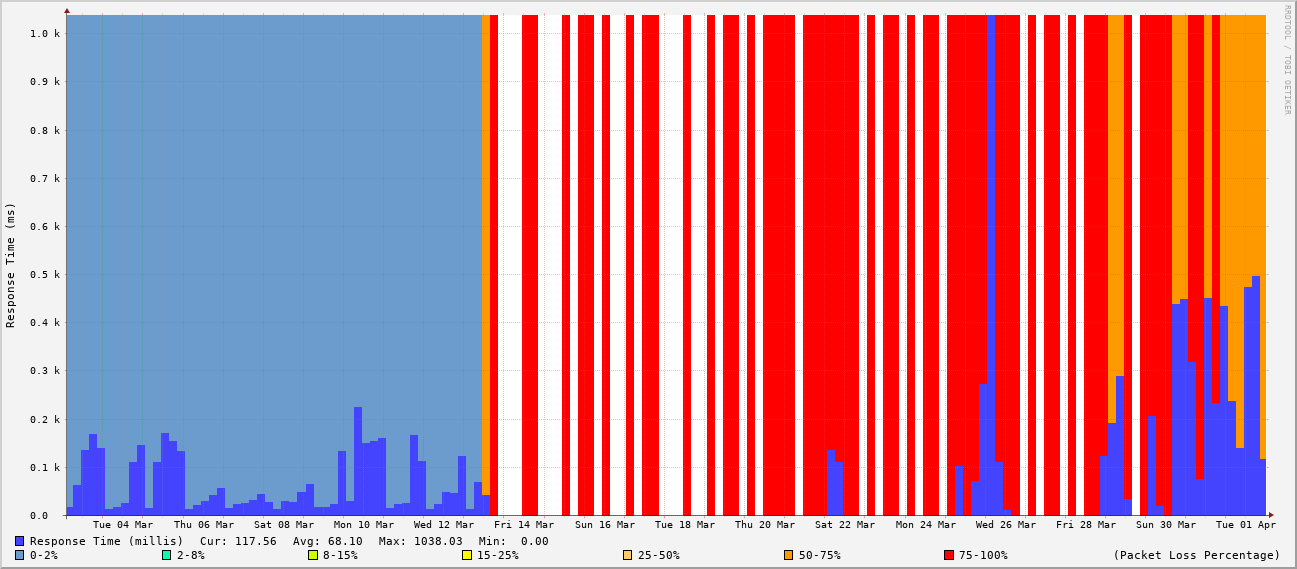 RRDTOOL / TOBI OETIKER
Response Time (ms)
1.0 k
0.9 k
0.8 k
0.7 k
0.6 k
0.5 k
0.4 k
0.3 k
0.2 k
0.1 k
0.0
Tue 04 Mar Thu 06 Mar Sat 08 Mar Mon 10 Mar Wed 12 Mar Fri 14 Mar Sun 16 Mar Tue 18 Mar Thu 20 Mar Sat 22 Mar Mon 24 Mar Wed 26 Mar Fri 28 Mar Sun 30 Mar Tue 01 Apr
Response Time (millis) Cur: 117.56 Avg: 68.10 Max: 1038.03 Min: 0.00
0-2% 2-8% 8-15% 15-25% 25-50% 50-75% 75-100% (Packet Loss Percentage)